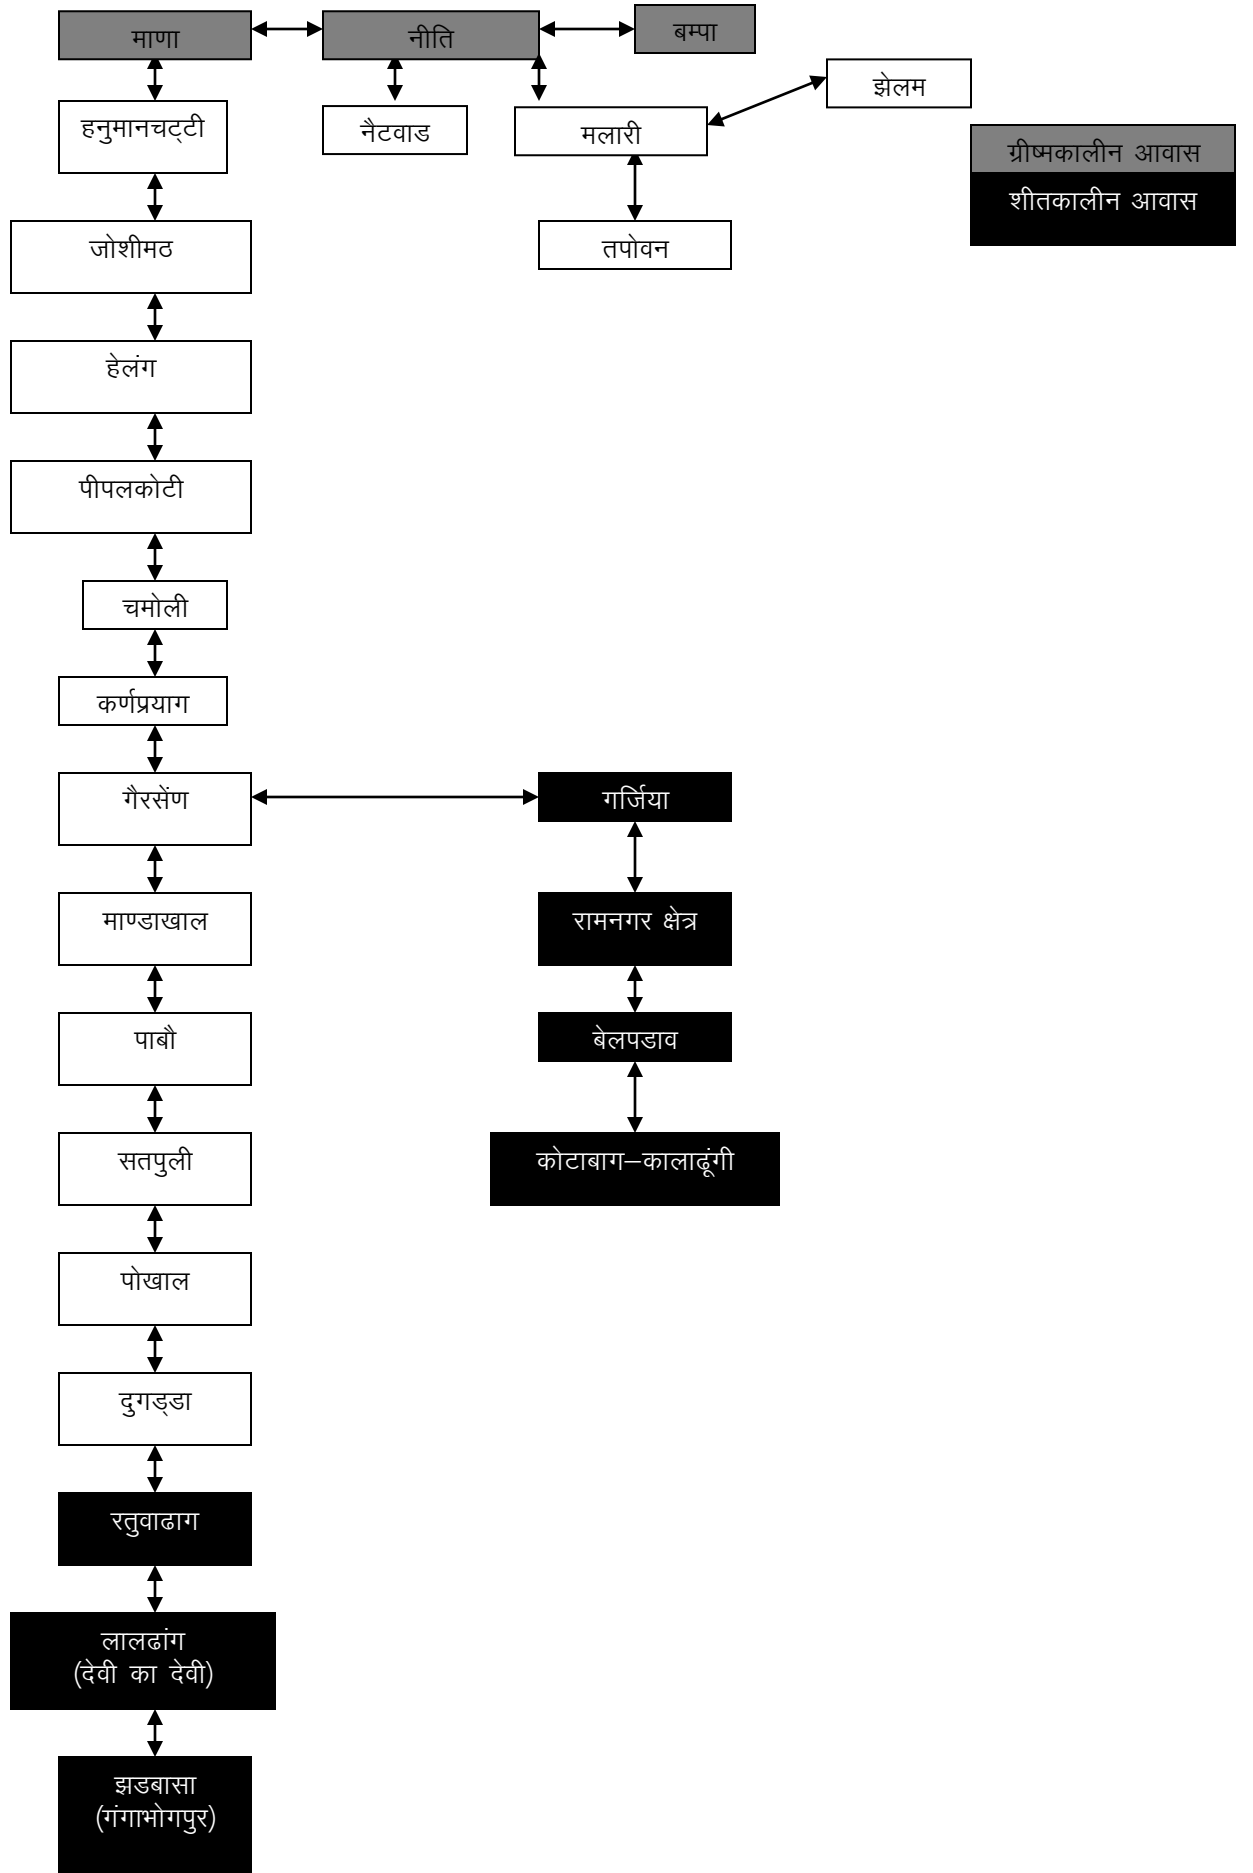 माणा
नीति
बम्पा
हनुमानचट्टी
नैटवाड
मलारी
झेलम
ग्रीष्मकालीन आवास
शीतकालीन आवास
जोशीमठ
तपोवन
हेलंग
पीपलकोटी
चमोली
कर्णप्रयाग
गैरसेंण
गर्जिया
माण्डाखाल
रामनगर क्षेत्र
पाबौ
बेलपडाव
सतपुली
कोटाबाग–कालाढूंगी
पोखाल
दुगड्डा
रतुवाढाग
लालढांग
(देवी का देवी)
झडबासा
(गंगाभोगपुर)